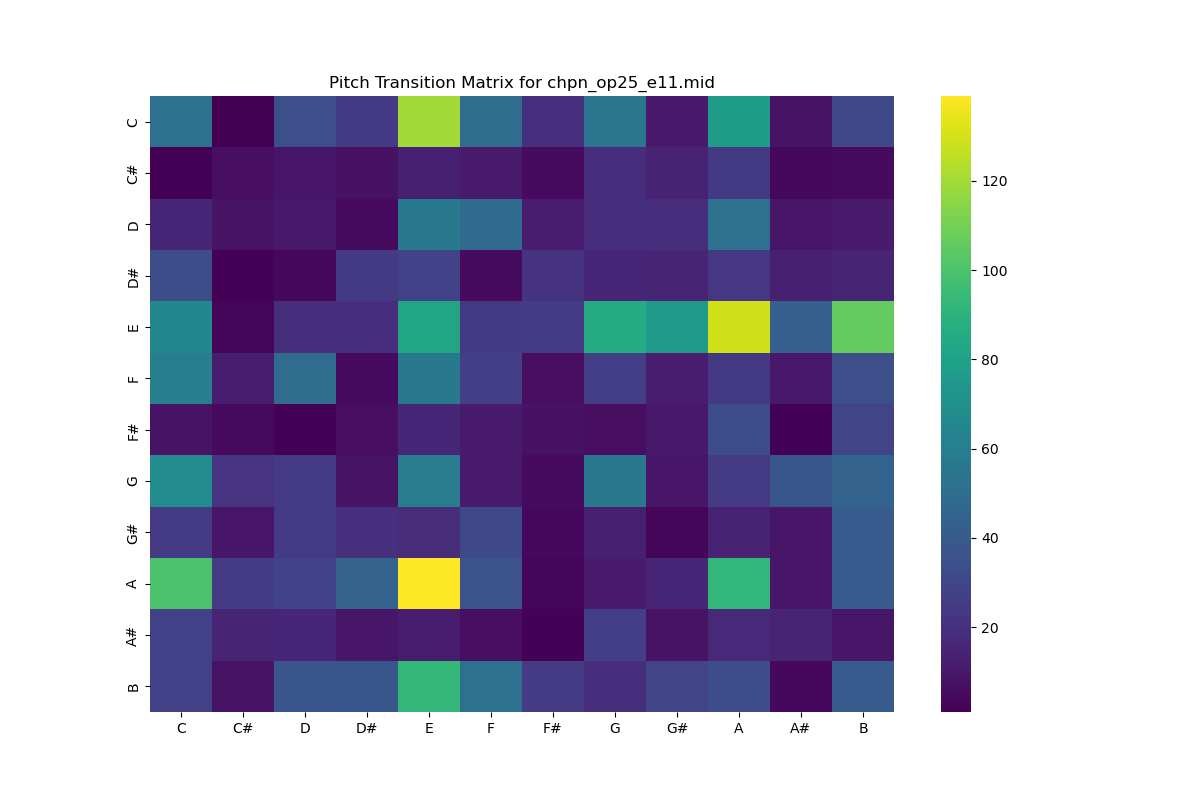 Pitch Transition Matrix for chpn_op25_e11.mid
C
C#
D
D#
E
F
F#
G
G#
A
A#
B
C C# D D# E F F# G G# A A# B
120
100
80
60
40
20